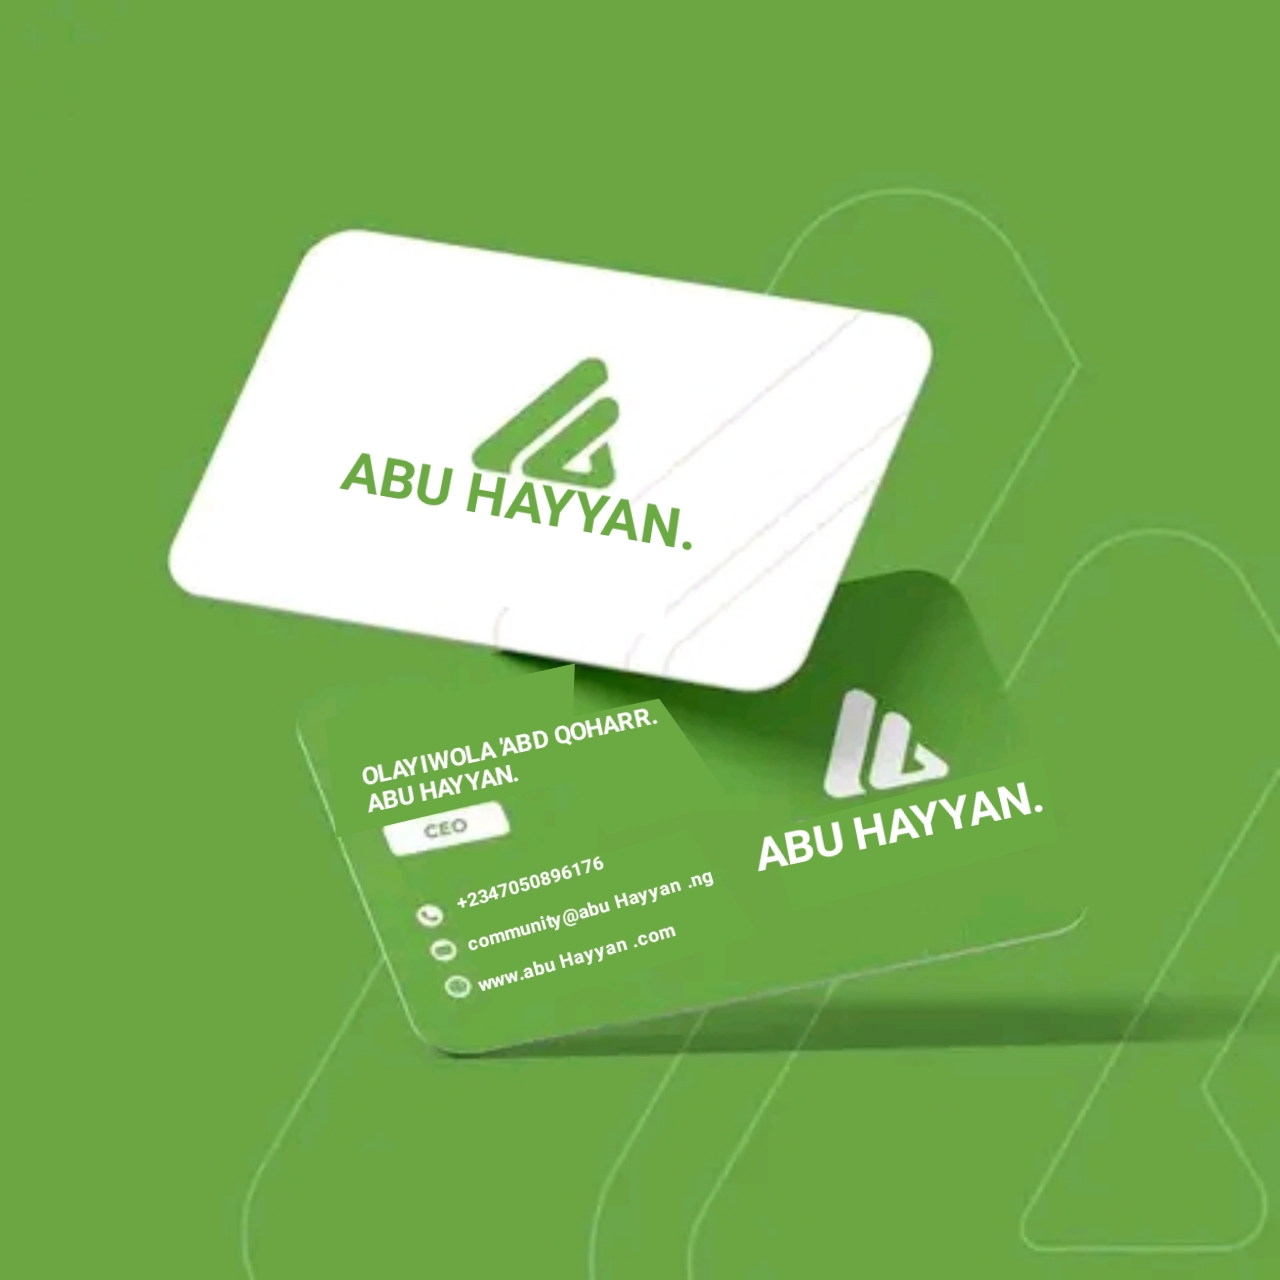 ABU HAYYAN.
OLAYIWOLA 'ABD QOHARR.
ABU HAYYAN.
CEO
+2347050896176
community@abu Hayyan .ng
www.abu Hayyan .com
ABU HAYYAN.